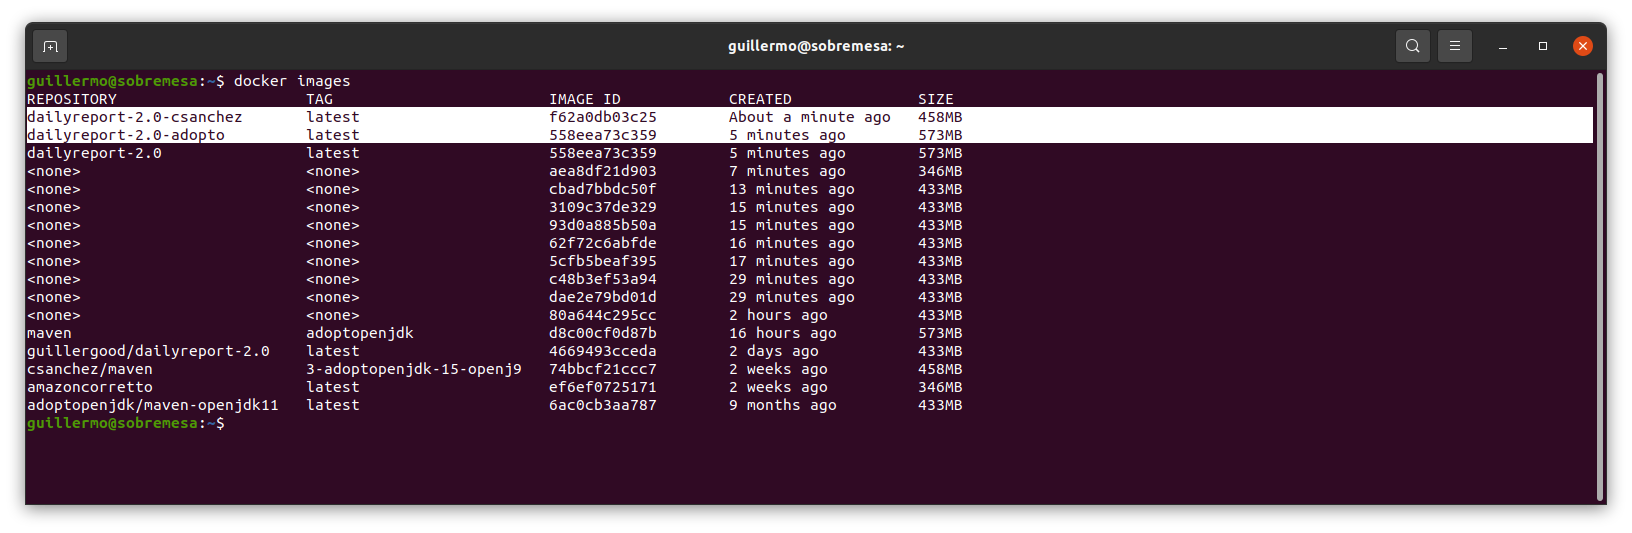 guillermo@sobremesa: ~
guillermo@sobremesa:~$ docker images
REPOSITORY TAG IMAGE ID CREATED SIZE
dailyreport-2.0-csanchez latest f62a0db03c25 About a minute ago 458MB
dailyreport-2.0-adopto latest 558eea73c359 5 minutes ago 573MB
dailyreport-2.0 latest 558eea73c359 5 minutes ago 573MB
<none> <none> aea8df21d903 7 minutes ago 346MB
<none> <none> cbad7bbdc50f 13 minutes ago 433MB
<none> <none> 3109c37de329 15 minutes ago 433MB
<none> <none> 93d0a885b50a 15 minutes ago 433MB
<none> <none> 62f72c6abfde 16 minutes ago 433MB
<none> <none> 5cfb5beaf395 17 minutes ago 433MB
<none> <none> c48b3ef53a94 29 minutes ago 433MB
<none> <none> dae2e79bd01d 29 minutes ago 433MB
<none> <none> 80a644c295cc 2 hours ago 433MB
maven adoptopenjdk d8c00cf0d87b 16 hours ago 573MB
guillergood/dailyreport-2.0 latest 4669493cceda 2 days ago 433MB
csanchez/maven 3-adoptopenjdk-15-openj9 74bbcf21ccc7 2 weeks ago 458MB
amazoncorretto latest ef6ef0725171 2 weeks ago 346MB
adoptopenjdk/maven-openjdk11 latest 6ac0cb3aa787 9 months ago 433MB
guillermo@sobremesa:~$